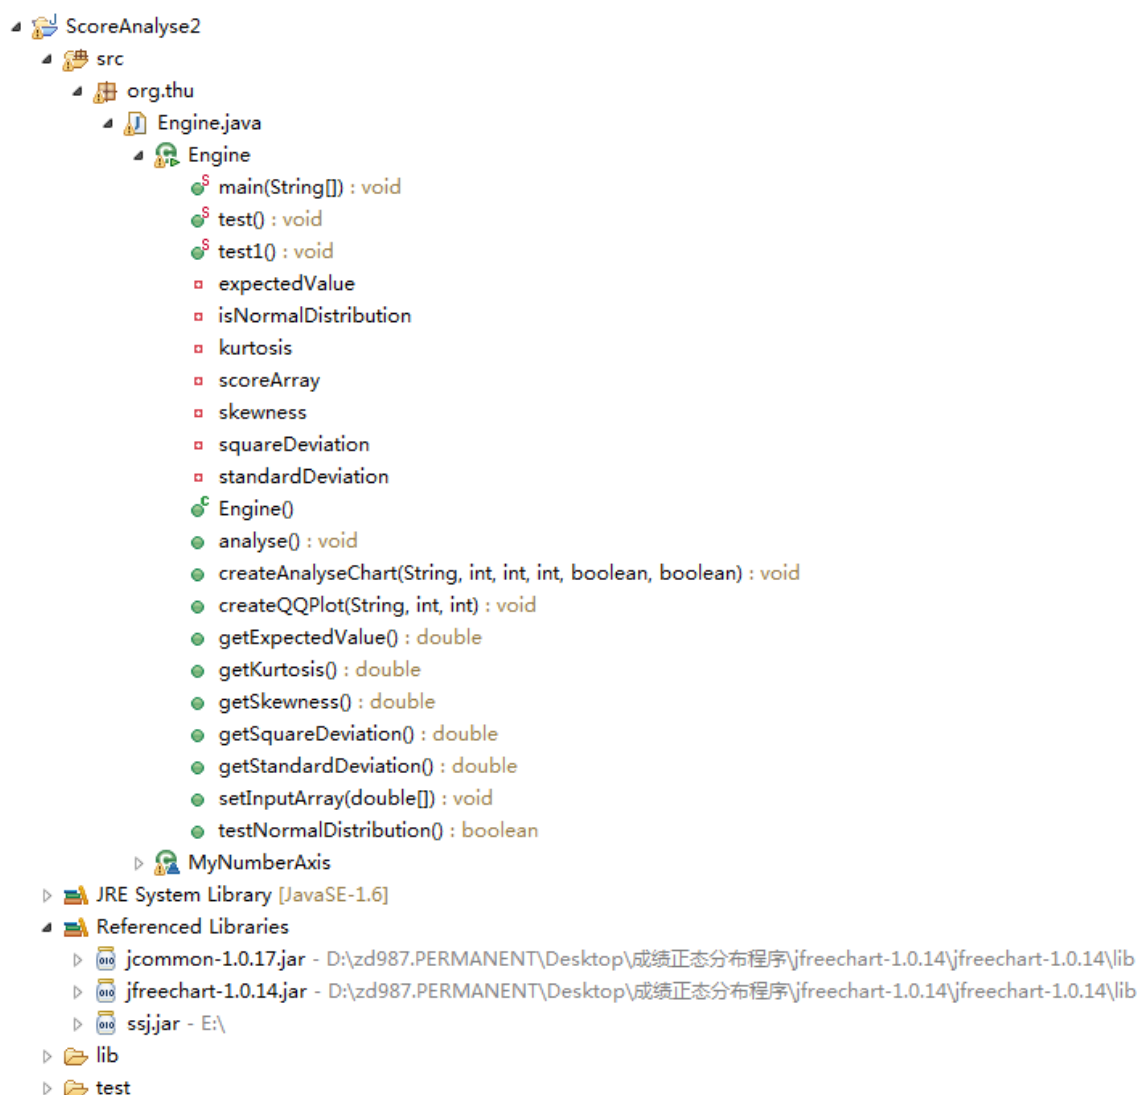 ScoreAnalyse2
src
org.thu
Engine.java
Engine
main(String[]) : void
test() : void
test1() : void
expectedValue
isNormalDistribution
kurtosis
scoreArray
skewness
squareDeviation
standardDeviation
Engine()
analyse() : void
createAnalyseChart(String, int, int, int, boolean, boolean) : void
createQQPlot(String, int, int) : void
getExpectedValue() : double
getKurtosis() : double
getSkewness() : double
getSquareDeviation() : double
getStandardDeviation() : double
setInputArray(double[]) : void
testNormalDistribution() : boolean
MyNumberAxis
JRE System Library [JavaSE-1.6]
Referenced Libraries
jcommon-1.0.17.jar - D:\zd987.PERMANENT\Desktop\成绩正态分布程序\jfreechart-1.0.14\jfreechart-1.0.14\lib
jfreechart-1.0.14.jar - D:\zd987.PERMANENT\Desktop\成绩正态分布程序\jfreechart-1.0.14\jfreechart-1.0.14\lib
ssj.jar - E:\
lib
test